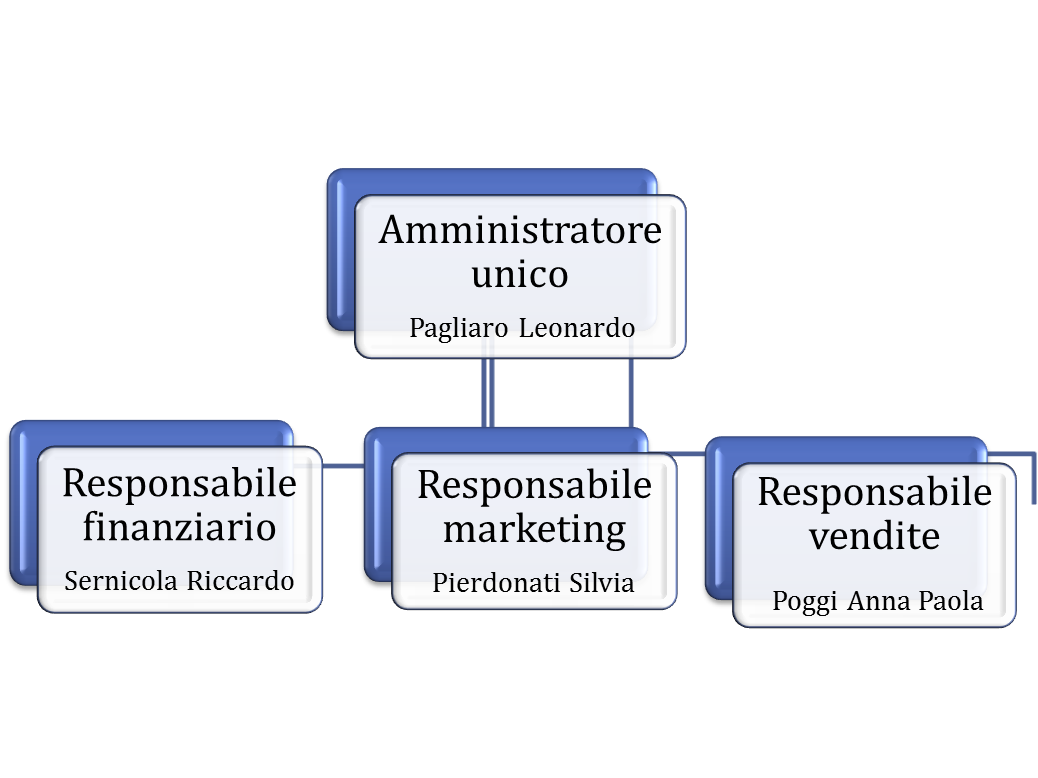 Amministratore
unico
Pagliaro Leonardo
Responsabile
finanziario
Sernicola Riccardo
Responsabile
marketing
Pierdonati Silvia
Responsabile
vendite
Poggi Anna Paola